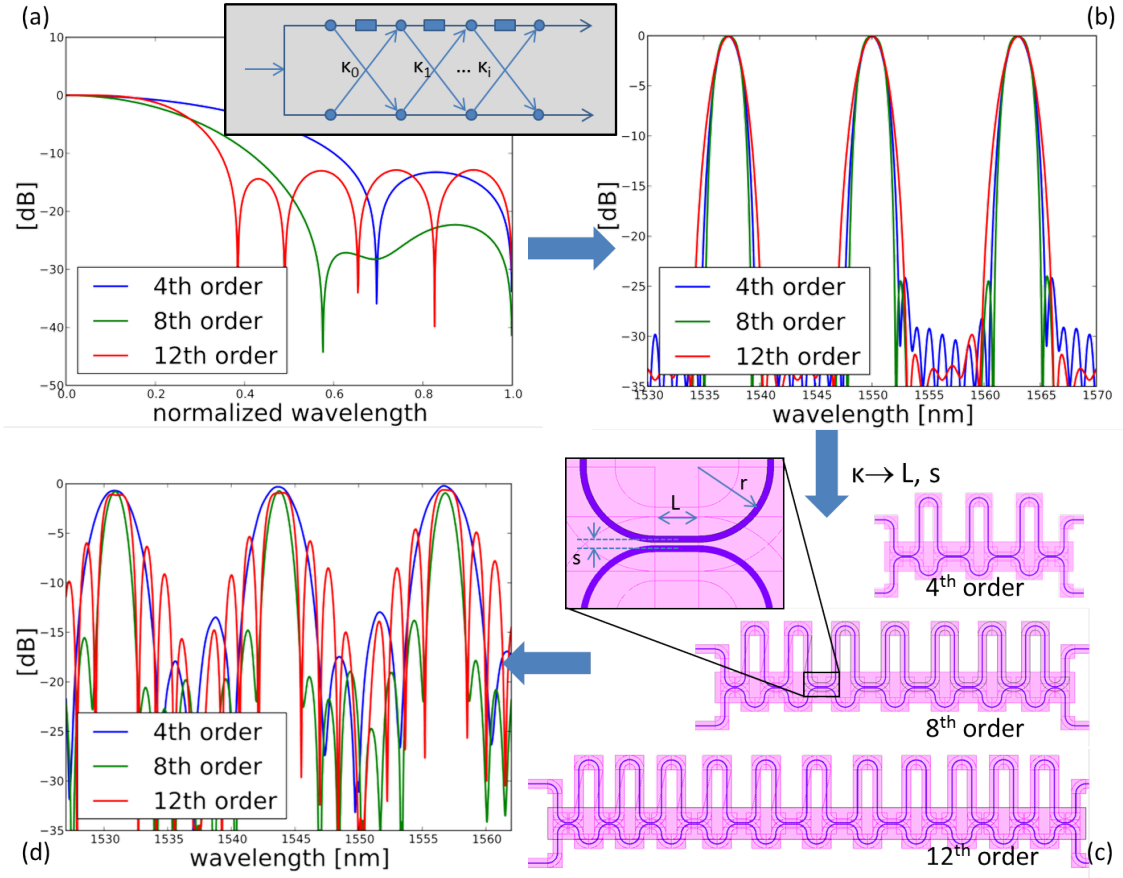 (a)
κ0
κ1
... κi
10
0
−10
−20
−30
−40
−50
[dB]
4th order
8th order
12th order
0.0
0.2
0.4
0.6
0.8
1.0
normalized wavelength
(b)
0
−5
−10
−15
−20
−25
−30
−35
[dB]
4th order
8th order
12th order
1530
1535
1540
1545
1550
1555
1560
1565
1570
wavelength [nm]
κ→ L, s
L
r
s
4th order
8th order
12th order
(c)
0
−5
−10
−15
−20
−25
−30
−35
[dB]
4th order
8th order
12th order
1530
1535
1540
1545
1550
1555
1560
wavelength [nm]
(d)